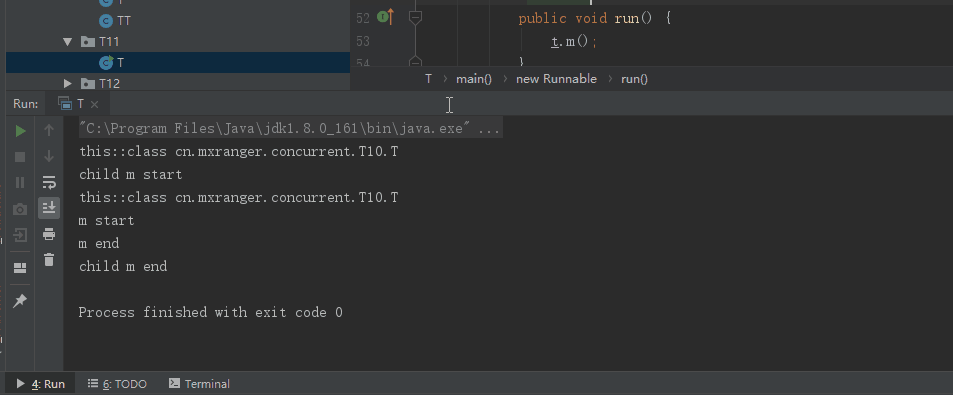 TT
T11
T
T12
52 public void run() {
53 t.m();
54 }
T › main() › new Runnable › run()
Run: T ×
"C:\Program Files\Java\jdk1.8.0_161\bin\java.exe" ...
this::class cn.mxranger.concurrent.T10.T
child m start
this::class cn.mxranger.concurrent.T10.T
m start
m end
child m end
Process finished with exit code 0
4: Run 6: TODO Terminal